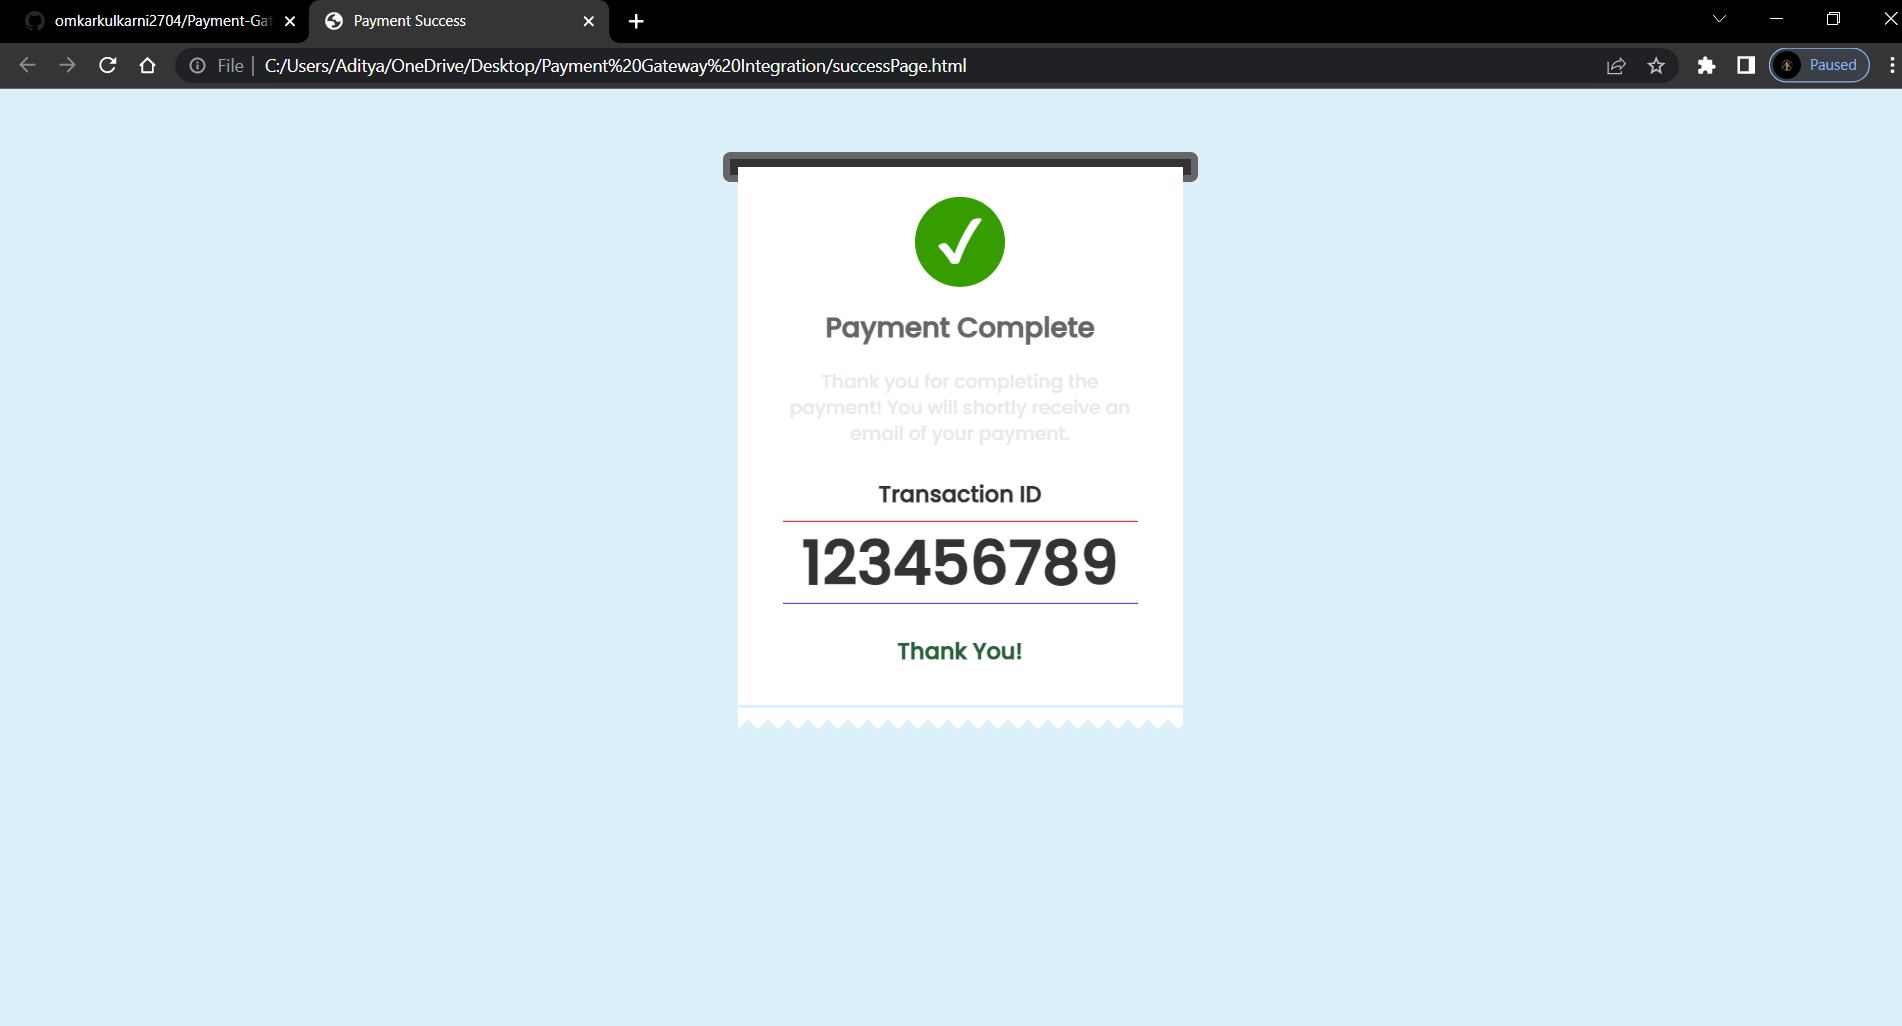 omkarkulkarni2704/Payment-Gat
Payment Success
File
C:/Users/Aditya/OneDrive/Desktop/Payment%20Gateway%20Integration/successPage.html
Paused
Payment Complete
Thank you for completing the
payment! You will shortly receive an
email of your payment.
Transaction ID
123456789
Thank You!